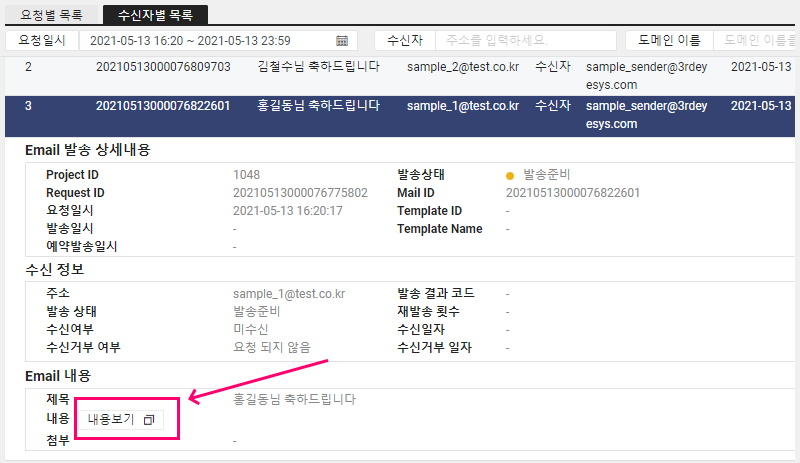 요청별 목록 수신자별 목록
요청일시 2021-05-13 16:20 ~ 2021-05-13 23:59 수신자 주소를 입력하세요. 도메인 이름 도메인 이름을
2 20210513000076809703 김철수님 축하드립니다 sample_2@test.co.kr 수신자 sample_sender@3rdey 2021-05-13
esys.com
3 20210513000076822601 홍길동님 축하드립니다 sample_1@test.co.kr 수신자 sample_sender@3rdey 2021-05-13
esys.com
Email 발송 상세내용
Project ID 1048 발송상태 발송준비
Request ID 20210513000076775802 Mail ID 20210513000076822601
요청일시 2021-05-13 16:20:17 Template ID -
발송일시 - Template Name -
예약발송일시 -
수신 정보
주소 sample_1@test.co.kr 발송 결과 코드 -
발송 상태 발송준비 재발송 횟수 -
수신여부 미수신 수신일자 -
수신거부 여부 요청 되지 않음 수신거부 일자 -
Email 내용
제목 홍길동님 축하드립니다
내용 내용보기
첨부 -